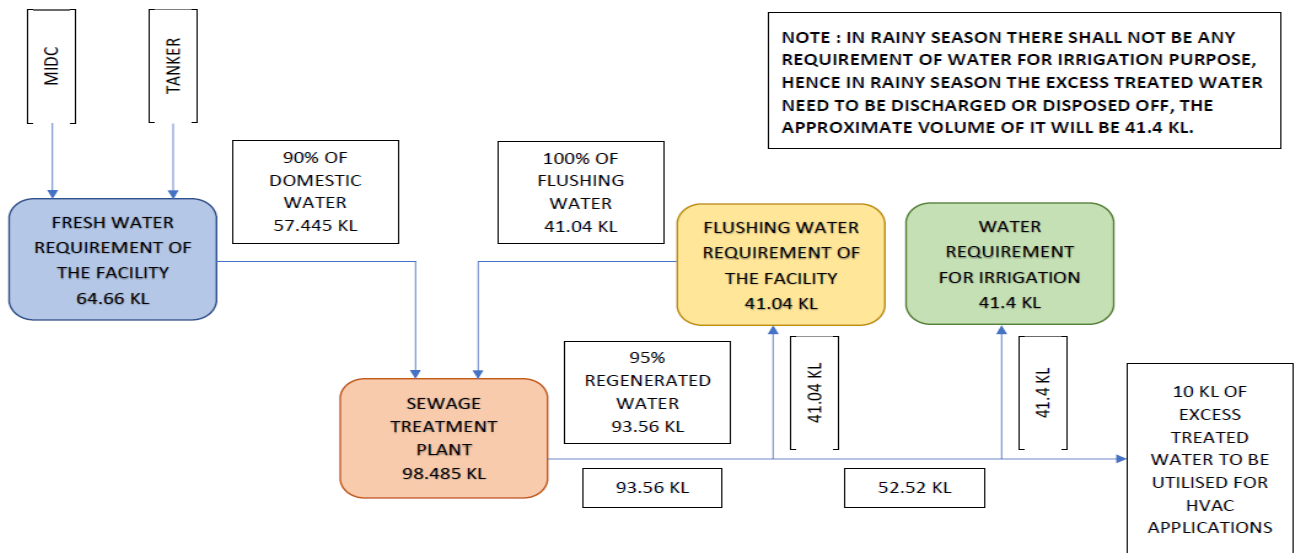 MIDC
TANKER
NOTE : IN RAINY SEASON THERE SHALL NOT BE ANY
REQUIREMENT OF WATER FOR IRRIGATION PURPOSE,
HENCE IN RAINY SEASON THE EXCESS TREATED WATER
NEED TO BE DISCHARGED OR DISPOSED OFF, THE
APPROXIMATE VOLUME OF IT WILL BE 41.4 KL.
90% OF
DOMESTIC
WATER
57.445 KL
100% OF
FLUSHING
WATER
41.04 KL
FRESH WATER
REQUIREMENT OF
THE FACILITY
64.66 KL
FLUSHING WATER
REQUIREMENT OF
THE FACILITY
41.04 KL
WATER
REQUIREMENT
FOR IRRIGATION
41.4 KL
SEWAGE
TREATMENT
PLANT
98.485 KL
95%
REGENERATED
WATER
93.56 KL
41.04 KL
41.4 KL
93.56 KL
52.52 KL
10 KL OF
EXCESS
TREATED
WATER TO BE
UTILISED FOR
HVAC
APPLICATIONS